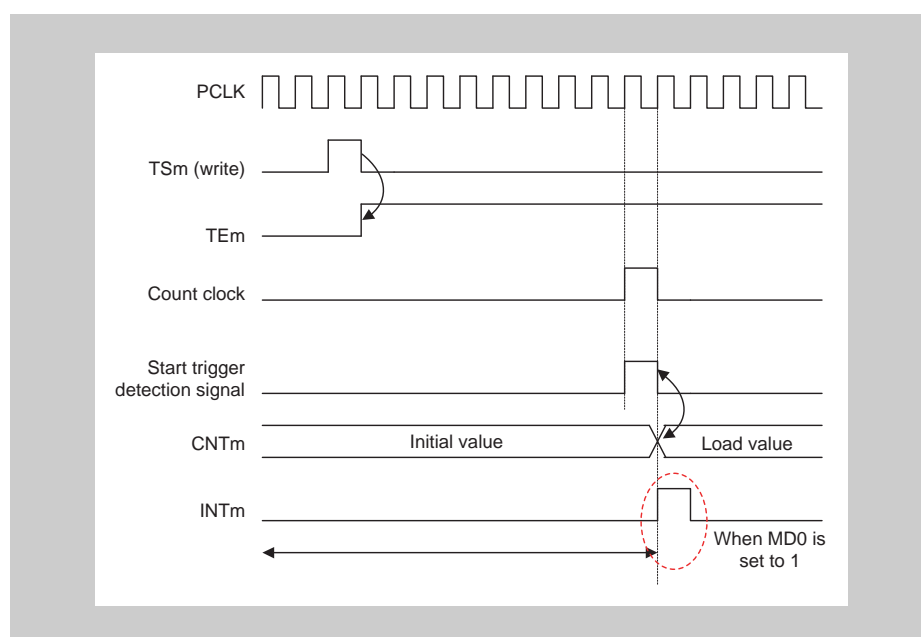 PCLK
TSm (write)
TEm
Count clock
Start trigger
detection signal
CNTm
Initial value
Load value
INTm
When MD0 is
set to 1